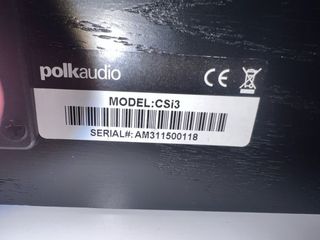 polkaudio
CE
MODEL:CSi3
SERIAL#: AM311500118